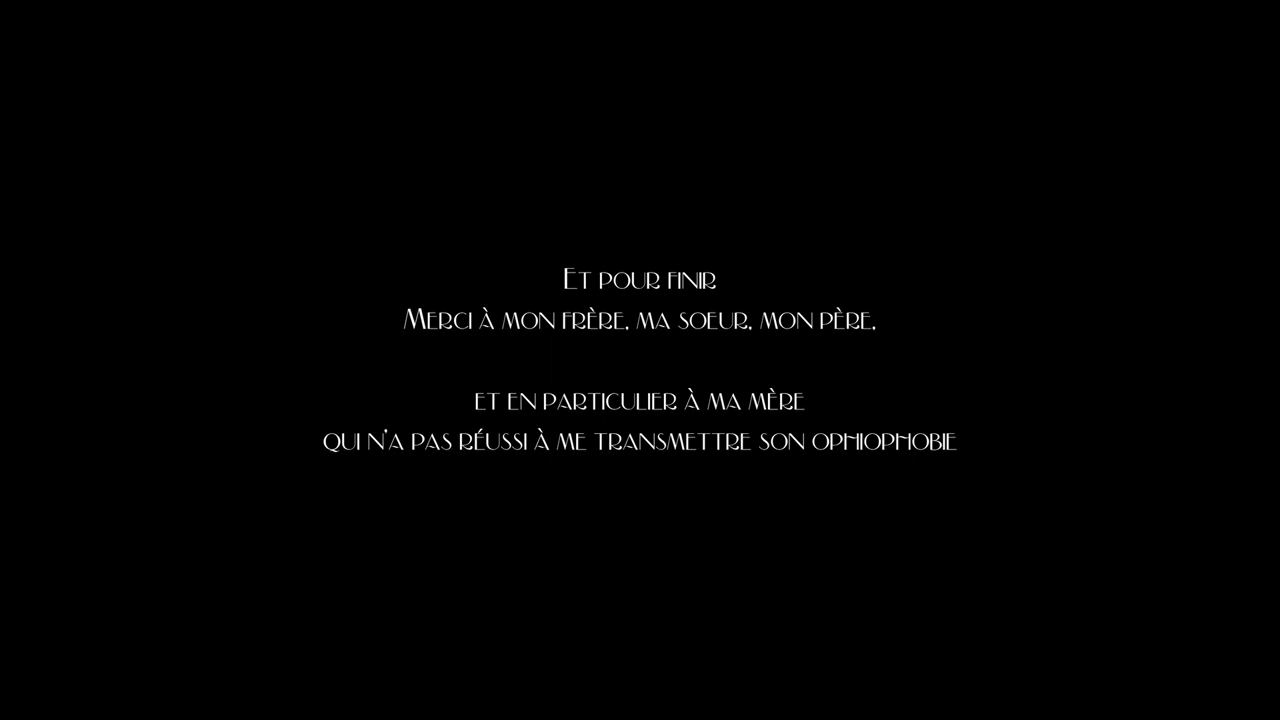 Et pour finir
Merci à mon frère, ma soeur, mon père,
et en particulier à ma mère
qui n'a pas réussi à me transmettre son ophiophobie